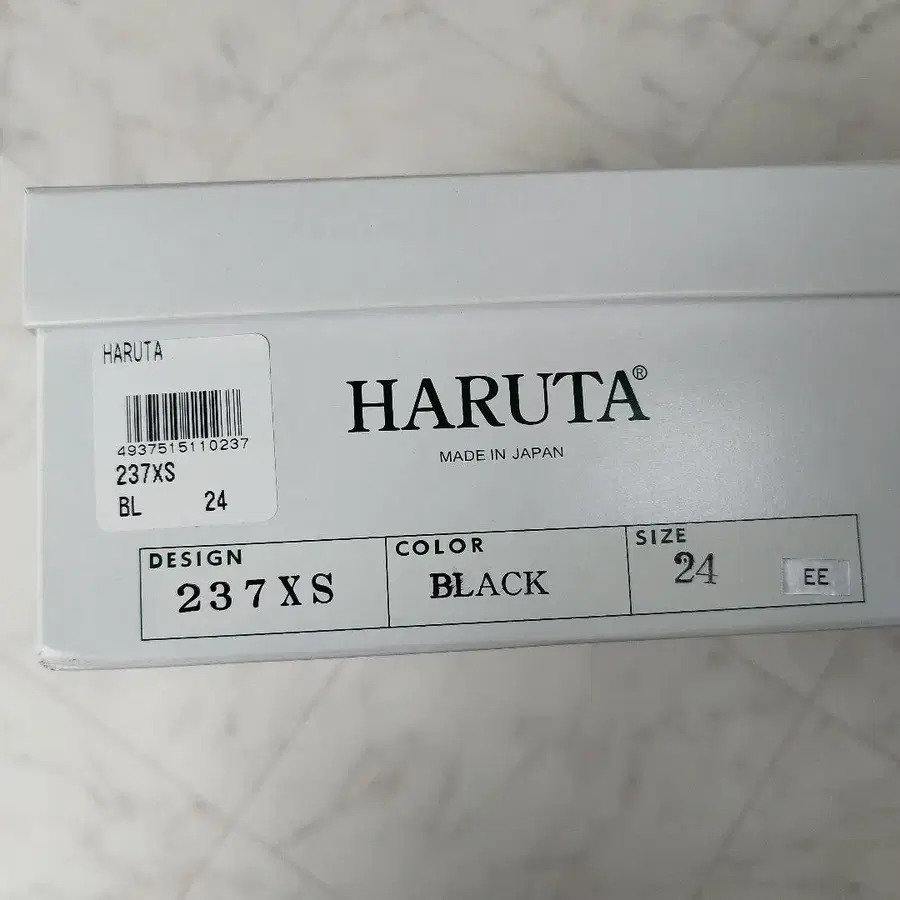 HARUTA
4937515110237
237XS
BL 24
HARUTA®
MADE IN JAPAN
DESIGN COLOR SIZE
237XS BLACK 24 EE